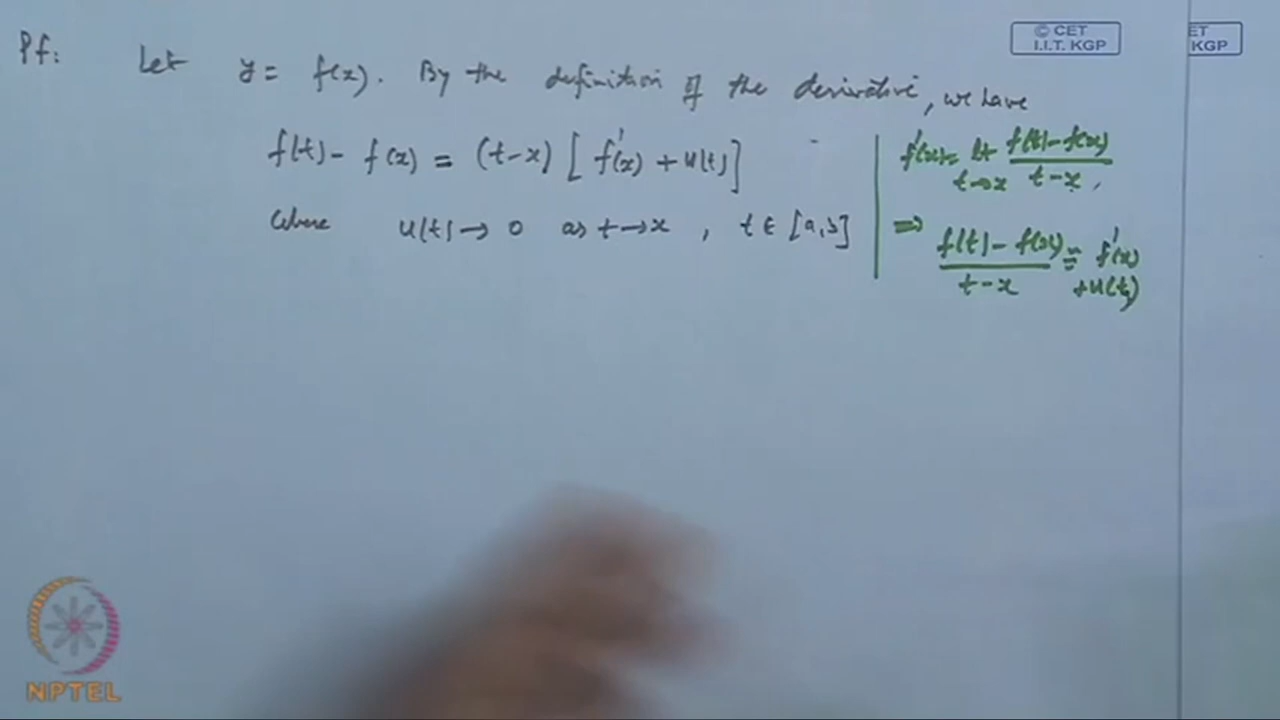 Pf: Let y = f(x). By the definition of the derivative, we have
f(t) - f(x) = (t-x) [ f'(x) + u(t) ]
Where u(t) → 0 as t → x , t ∈ [a,b]
f'(x) = lt f(t) - f(x)
t→x t-x ,
⇒ f(t) - f(x) = f'(x)
t-x + u(t)
© CET
I.I.T. KGP
ET
KGP
NPTEL